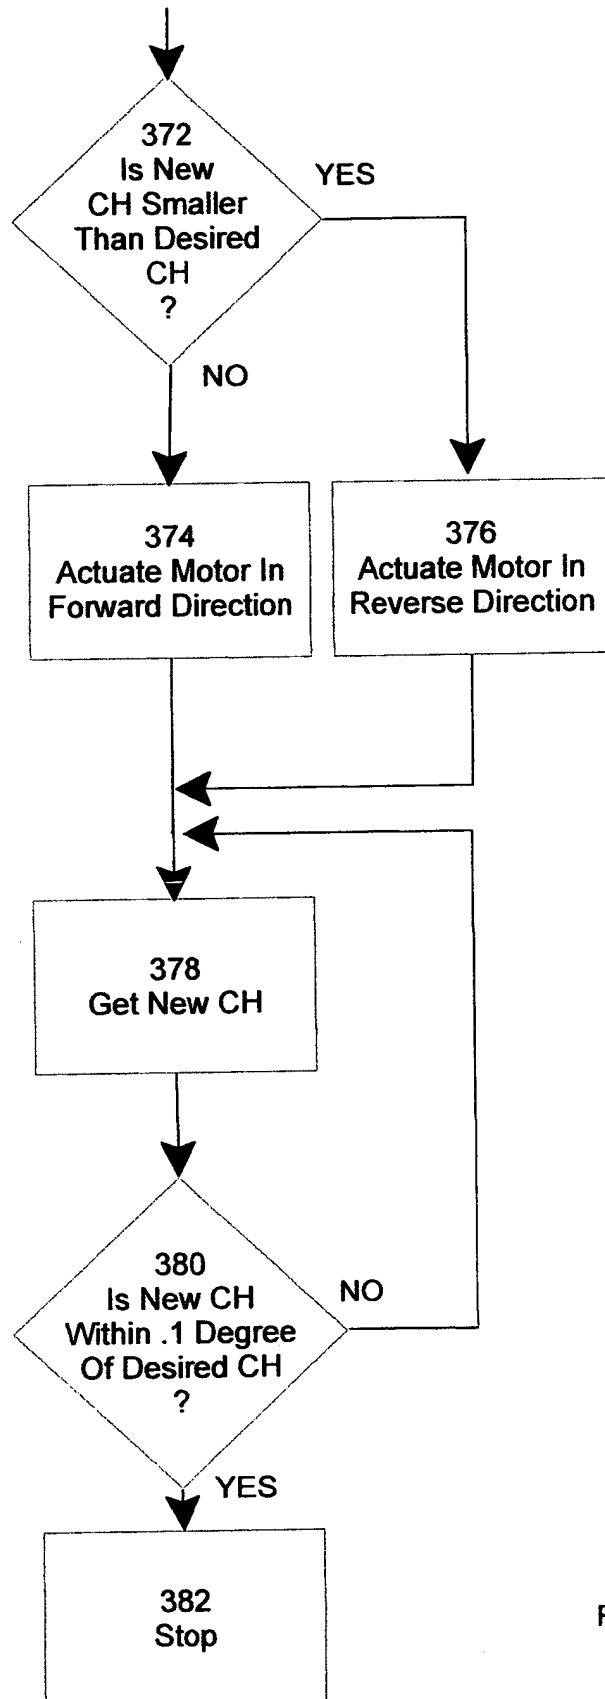 372
Is New
CH Smaller
Than Desired
CH
?
YES
NO
374
Actuate Motor In
Forward Direction
376
Actuate Motor In
Reverse Direction
378
Get New CH
380
Is New CH
Within .1 Degree
Of Desired CH
?
NO
YES
382
Stop
F